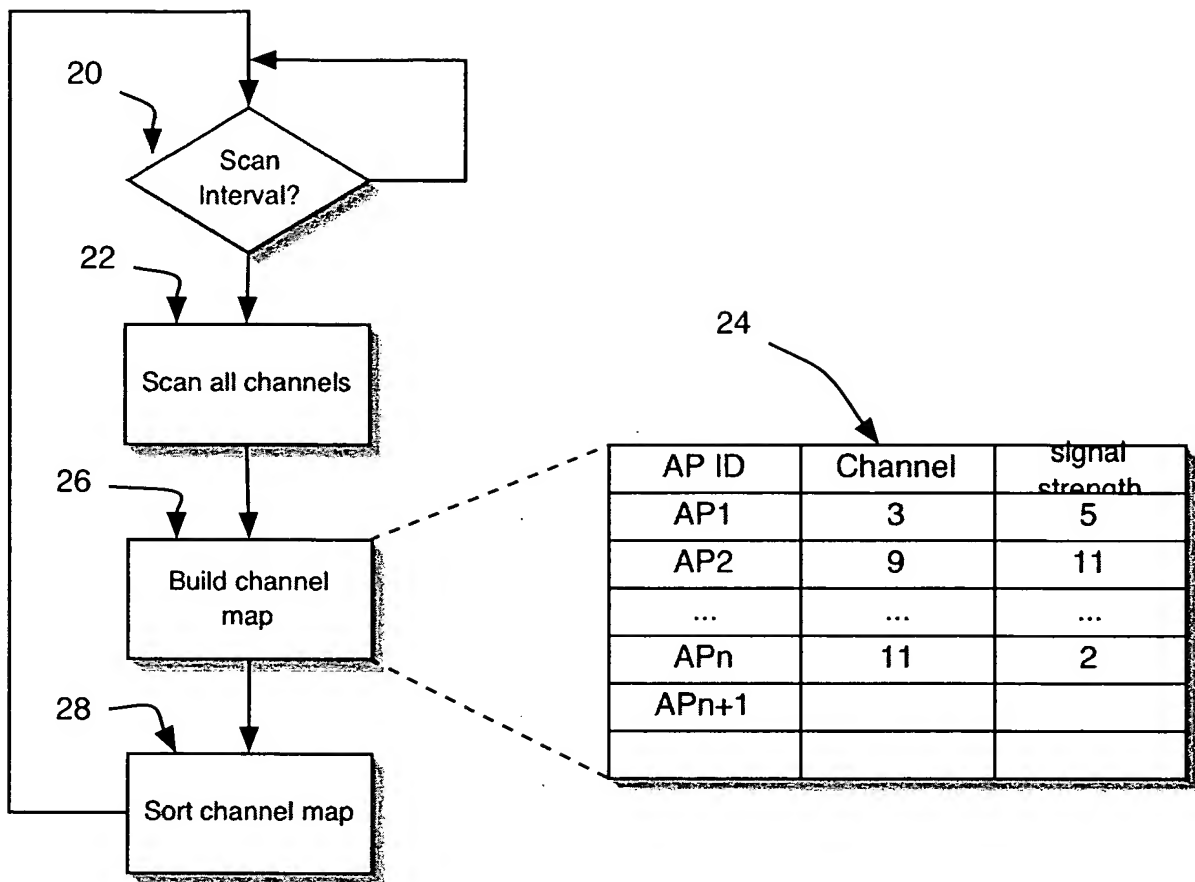 20
Scan
Interval?
22
Scan all channels
24
26
Build channel
map
AP ID Channel signal
strength
AP1 3 5
AP2 9 11
... ... ...
APn 11 2
APn+1
28
Sort channel map